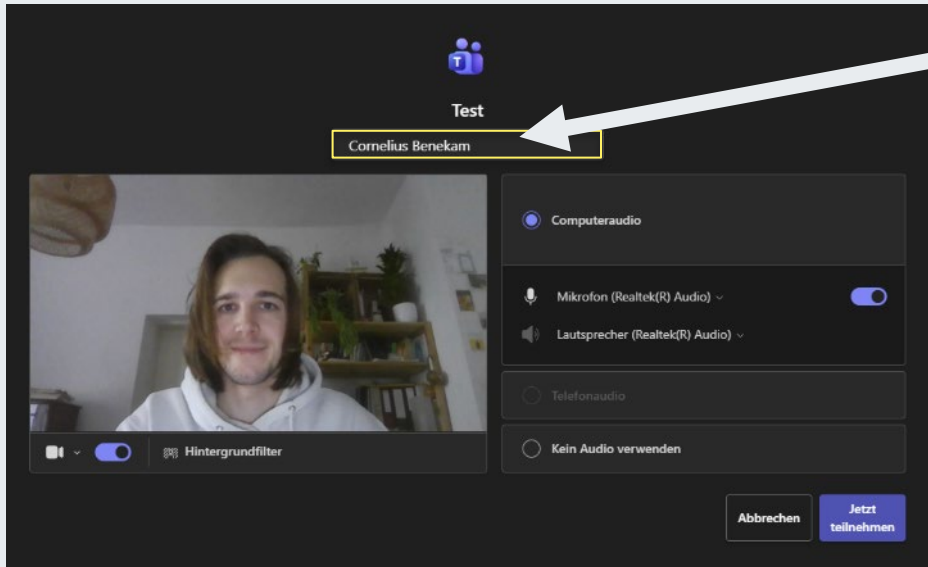 T
Test
Cornelius Benekam
Computeraudio
Mikrofon (Realtek(R) Audio)
Lautsprecher (Realtek(R) Audio)
Telefonaudio
Hintergrundfilter
Kein Audio verwenden
Abbrechen
Jetzt
teilnehmen